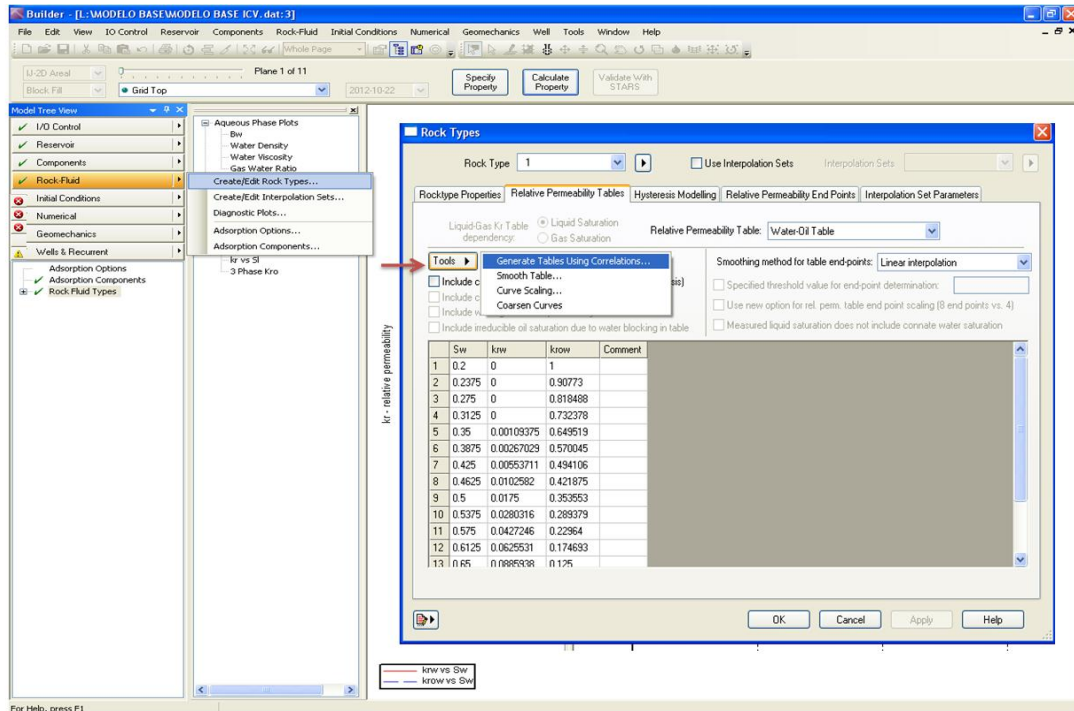 Builder - [L:\MODELO BASE\MODELO BASE ICV.dat:3]
File Edit View IO Control Reservoir Components Rock-Fluid Initial Conditions Numerical Geomechanics Well Tools Window Help
Whole Page
IJ-2D Areal
Plane 1 of 11
Block Fill
Grid Top
2012-10-22
Specify Property
Calculate Property
Validate With STARS
Model Tree View
I/O Control
Reservoir
Components
Rock-Fluid
Initial Conditions
Numerical
Geomechanics
Wells & Recurrent
Adsorption Options
Adsorption Components
Rock Fluid Types
Aqueous Phase Plots
Bw
Water Density
Water Viscosity
Gas Water Ratio
Create/Edit Rock Types...
Create/Edit Interpolation Sets...
Diagnostic Plots...
Adsorption Options...
Adsorption Components...
kr vs Sl
3 Phase Kro
kr - relative permeability
Rock Types
Rock Type 1
Use Interpolation Sets
Interpolation Sets
Rocktype Properties Relative Permeability Tables Hysteresis Modelling Relative Permeability End Points Interpolation Set Parameters
Liquid-Gas Kr Table dependency:
Liquid Saturation
Gas Saturation
Relative Permeability Table: Water-Oil Table
Tools
Generate Tables Using Correlations...
Smooth Table...
Curve Scaling...
Coarsen Curves
Include c
sis)
Include c
Include w
Include irreducible oil saturation due to water blocking in table
Smoothing method for table end-points: Linear interpolation
Specified threshold value for end-point determination:
Use new option for rel. perm. table end point scaling (8 end points vs. 4)
Measured liquid saturation does not include connate water saturation
Sw krw krow Comment
1 0.2 0 1
2 0.2375 0 0.90773
3 0.275 0 0.818488
4 0.3125 0 0.732378
5 0.35 0.00109375 0.649519
6 0.3875 0.00267029 0.570045
7 0.425 0.00553711 0.494106
8 0.4625 0.0102582 0.421875
9 0.5 0.0175 0.353553
10 0.5375 0.0280316 0.289379
11 0.575 0.0427246 0.22964
12 0.6125 0.0625531 0.174693
13 0.65 0.0885938 0.125
OK Cancel Apply Help
krw vs Sw
krow vs Sw
For Help, press F1